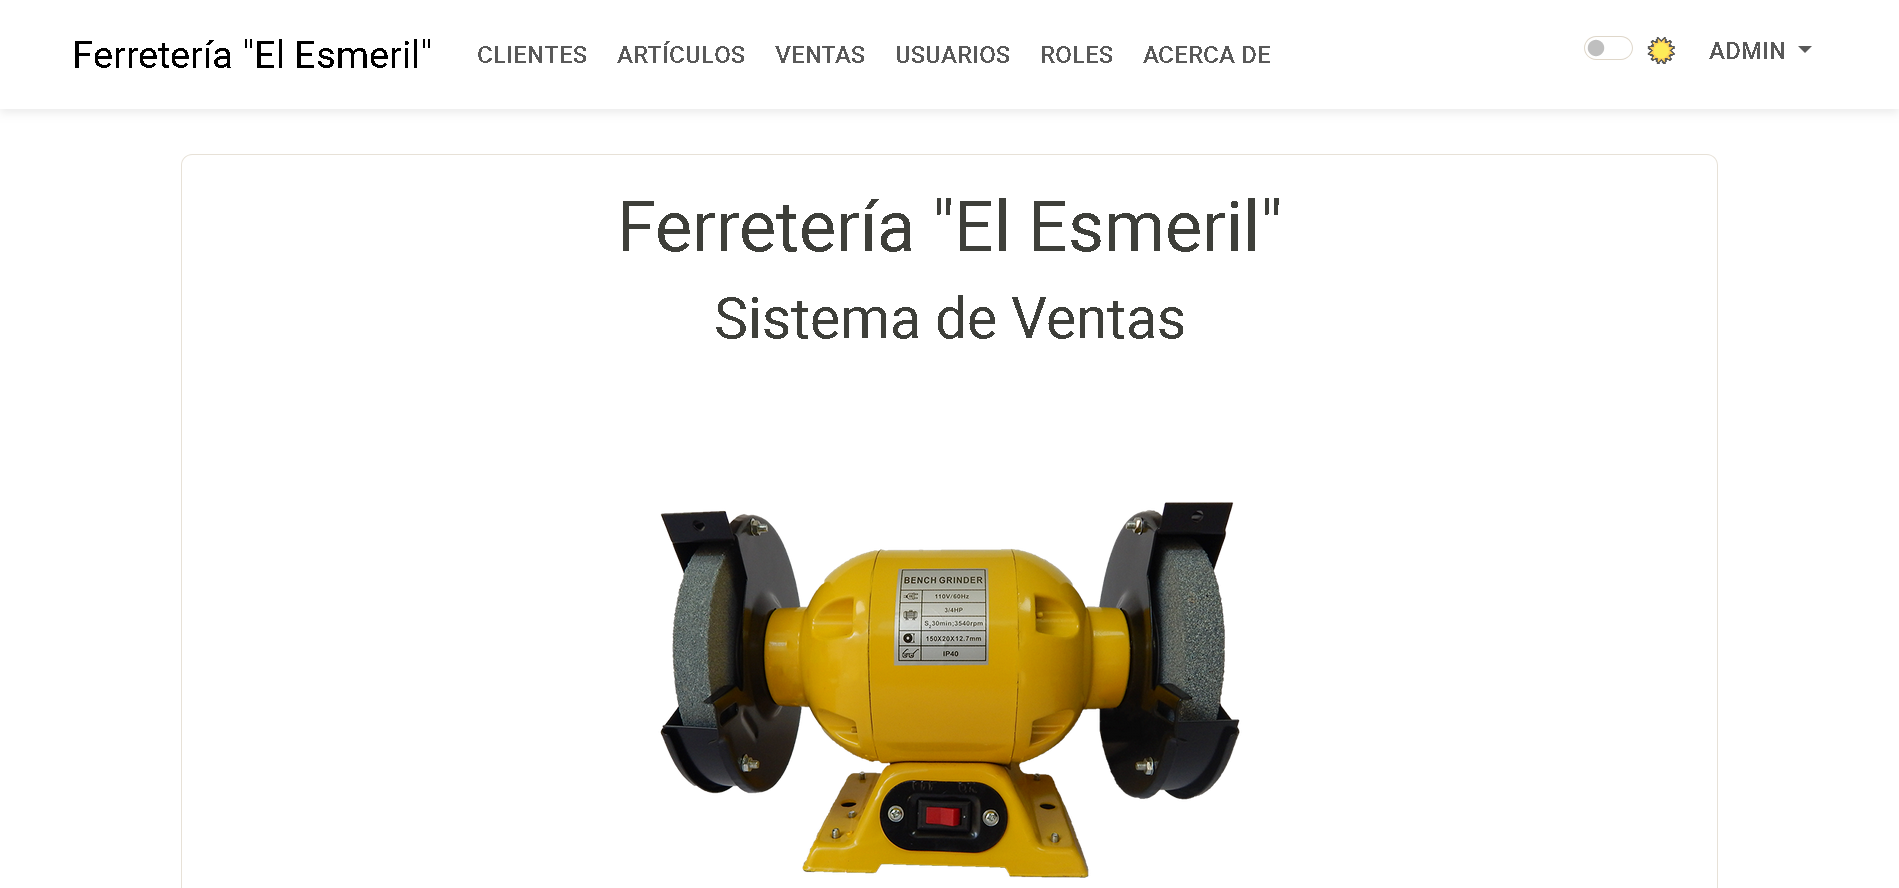 Ferretería "El Esmeril" CLIENTES ARTÍCULOS VENTAS USUARIOS ROLES ACERCA DE ADMIN
Ferretería "El Esmeril"
Sistema de Ventas
BENCH GRINDER
110V/60Hz
3/4HP
S₂30min;3540rpm
150X20X12.7mm
IP40